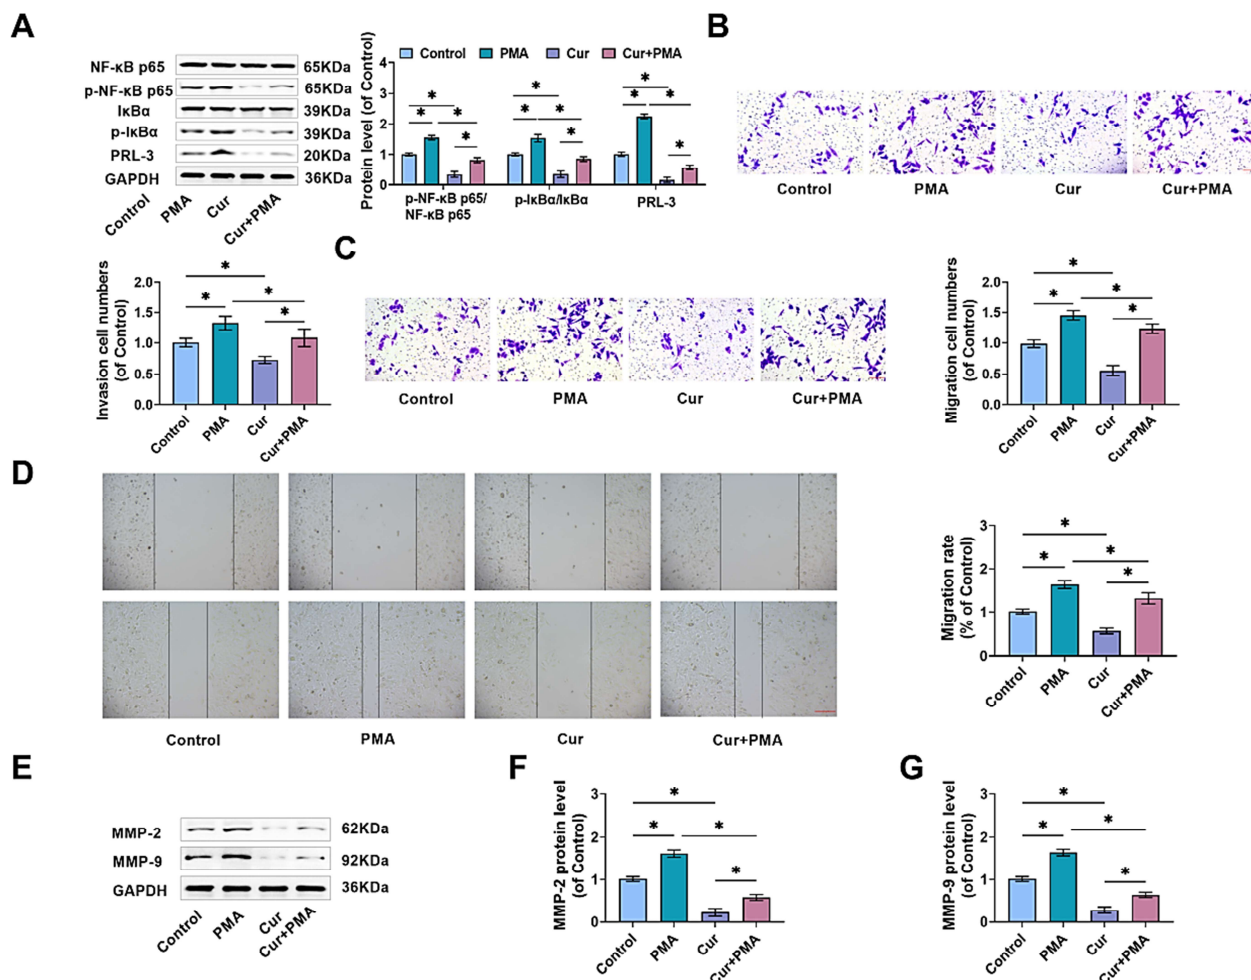 A
NF-κB p65
65KDa
p-NF-κB p65
65KDa
IκBα
39KDa
p-IκBα
39KDa
PRL-3
20KDa
GAPDH
36KDa
Control
PMA
Cur
Cur+PMA
Control
PMA
Cur
Cur+PMA
Protein level (of Control)
4
3
2
1
0
* * * *
* * * *
* * * *
p-NF-κB p65/
NF-κB p65
p-IκBα/IκBα
PRL-3
B
Control
PMA
Cur
Cur+PMA
Invasion cell numbers
(of Control)
2.0
1.5
1.0
0.5
0.0
* * * *
Control
PMA
Cur
Cur+PMA
C
Control
PMA
Cur
Cur+PMA
Migration cell numbers
(of Control)
2.0
1.5
1.0
0.5
0.0
* * * *
Control
PMA
Cur
Cur+PMA
D
Control
PMA
Cur
Cur+PMA
Migration rate
(% of Control)
3
2
1
0
* * * *
Control
PMA
Cur
Cur+PMA
E
MMP-2
62KDa
MMP-9
92KDa
GAPDH
36KDa
Control
PMA
Cur
Cur+PMA
F
MMP-2 protein level
(of Control)
3
2
1
0
* * * *
Control
PMA
Cur
Cur+PMA
G
MMP-9 protein level
(of Control)
3
2
1
0
* * * *
Control
PMA
Cur
Cur+PMA